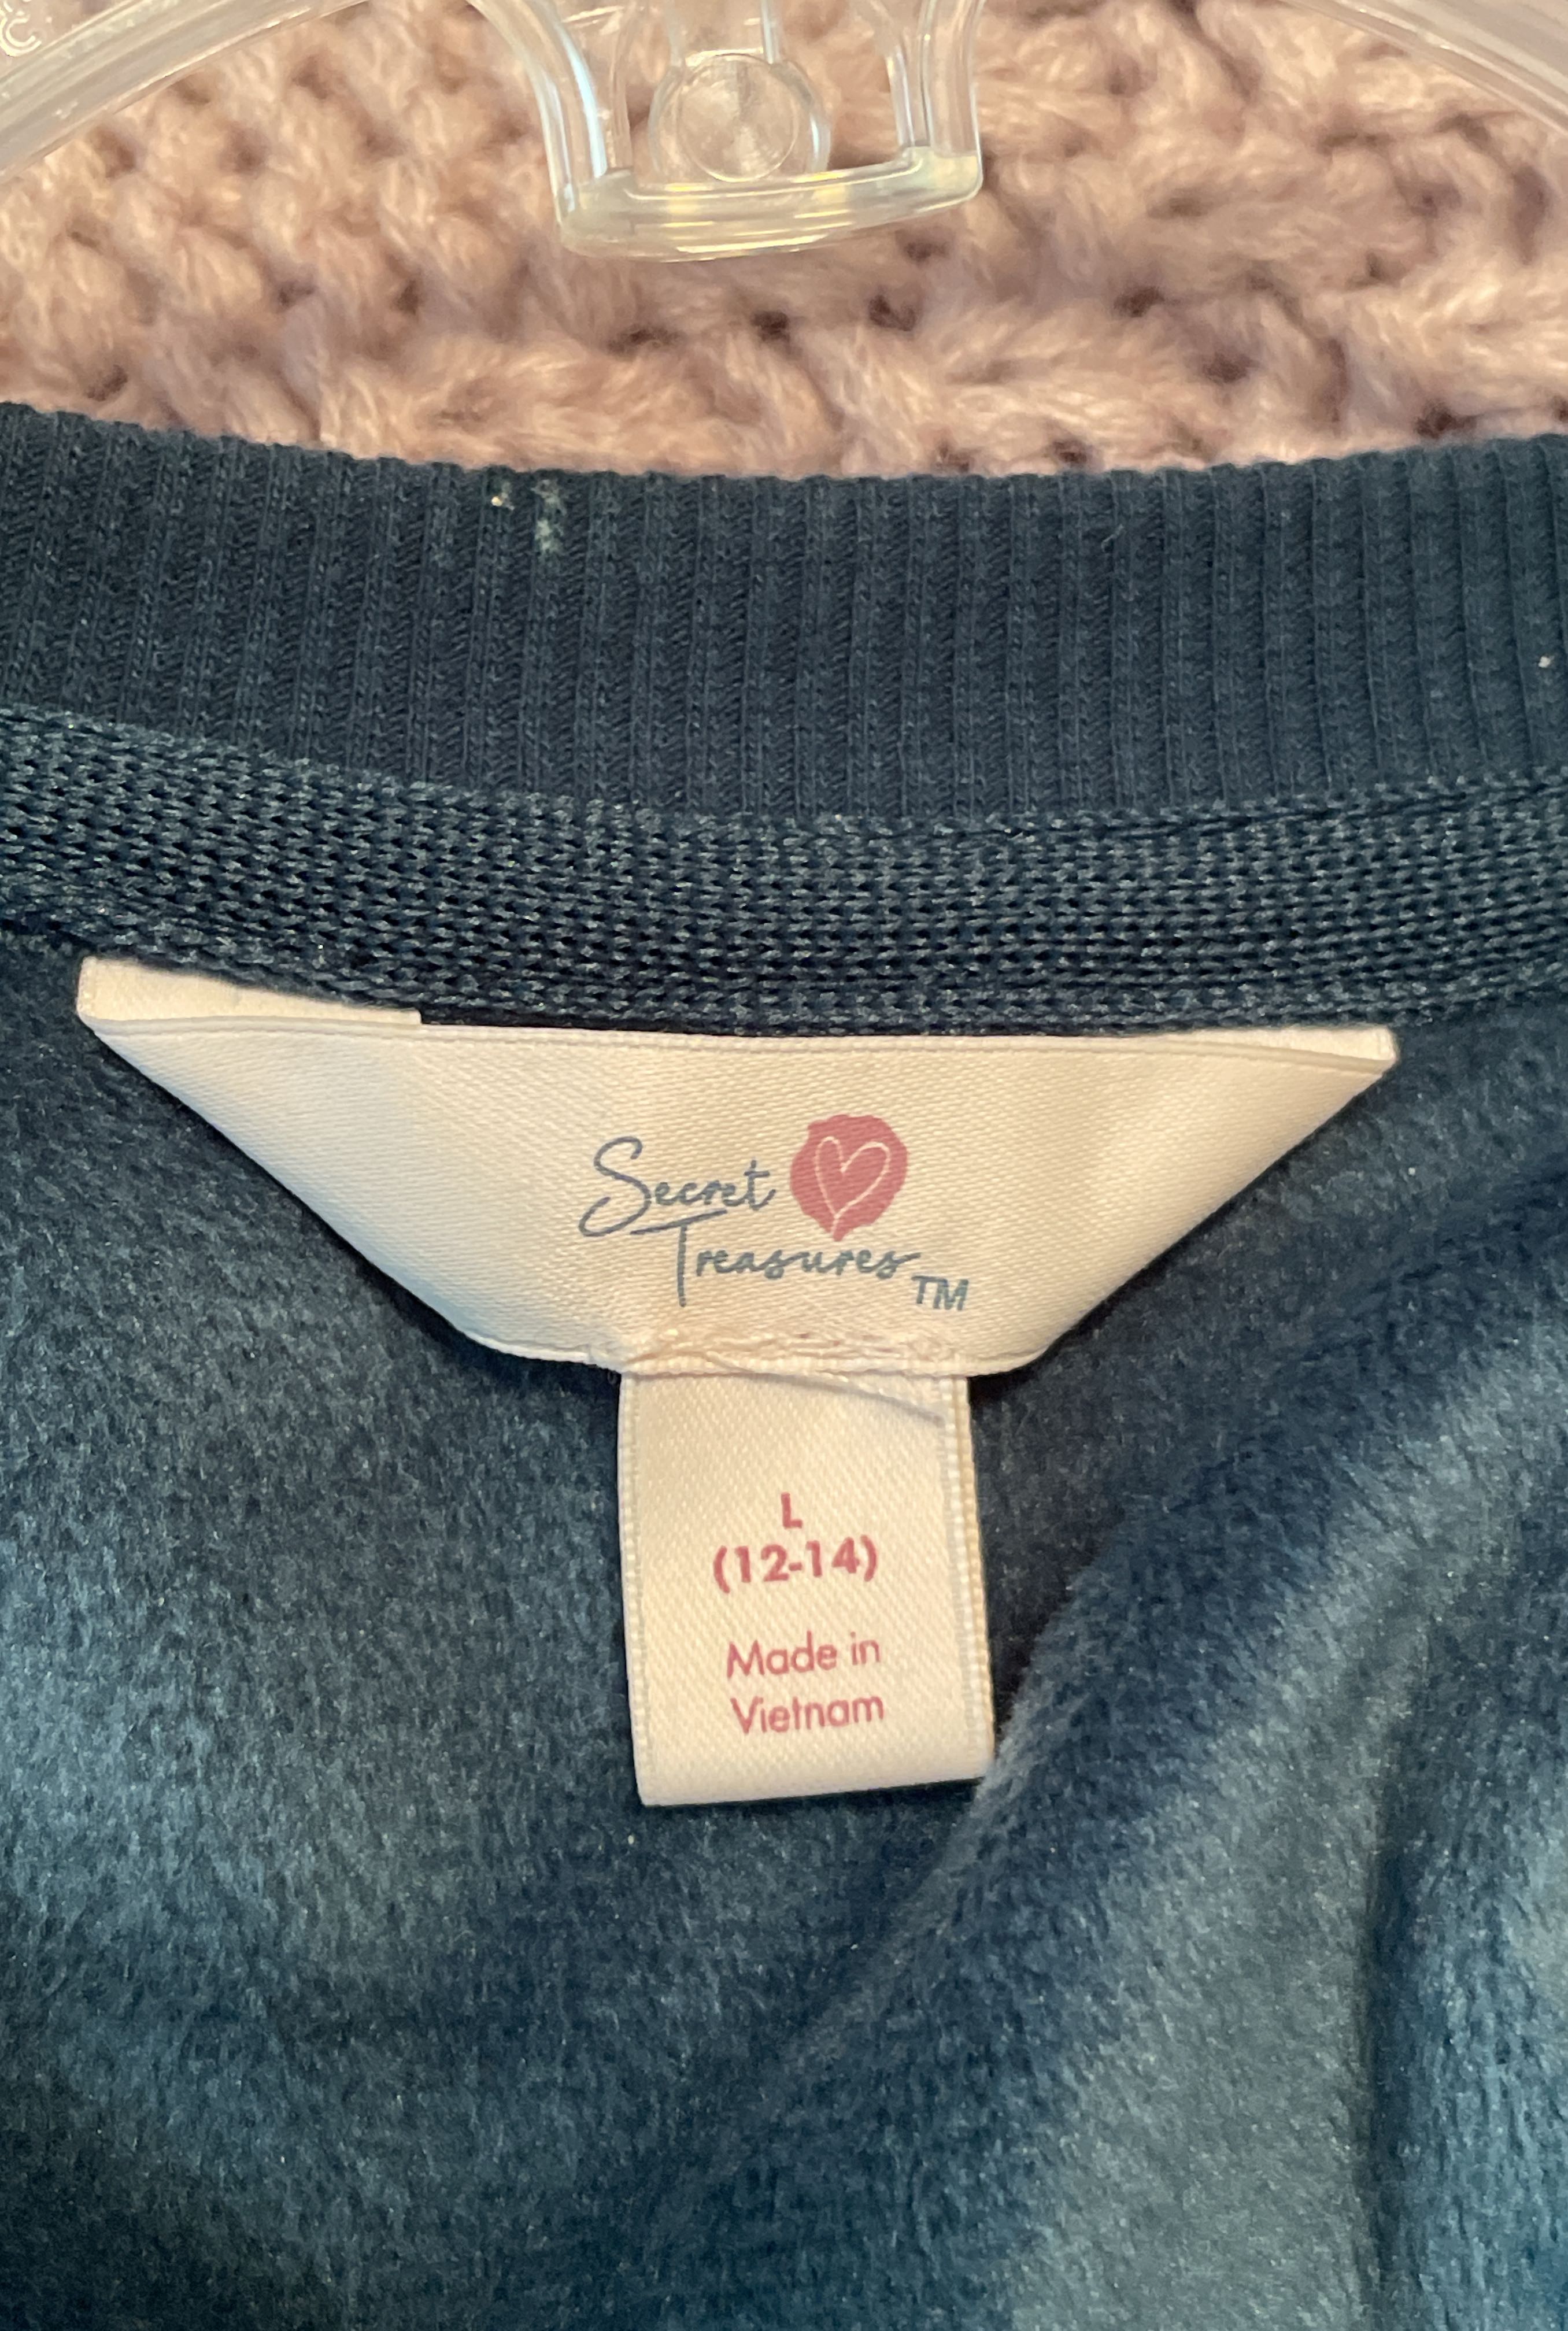 Secret
Treasures TM
L
(12-14)
Made in
Vietnam